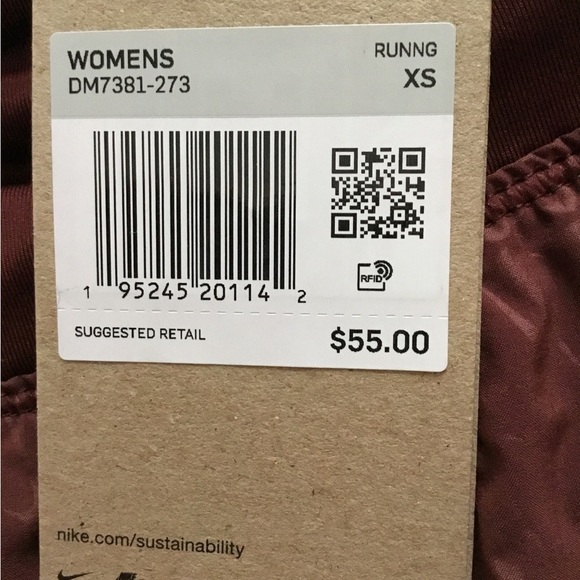 WOMENS
DM7381-273
RUNNG
XS
RFID
1 95245 20114 2
SUGGESTED RETAIL
$55.00
nike.com/sustainability